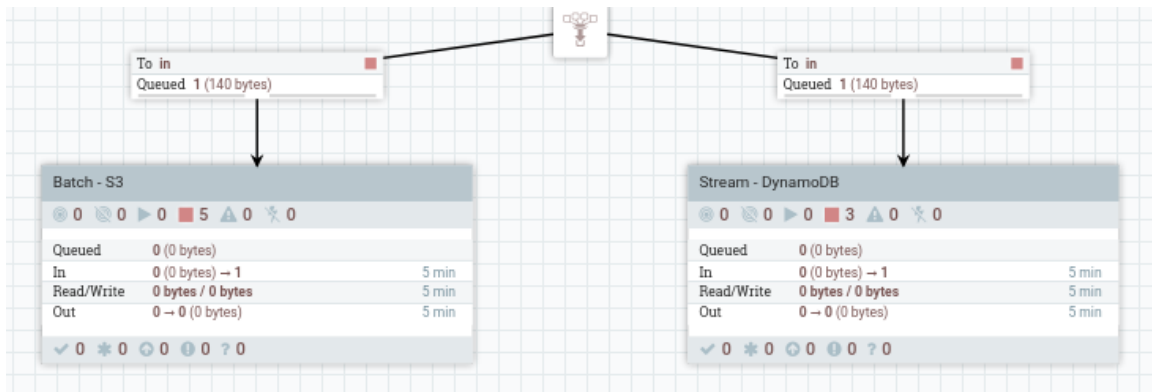 To in
Queued 1 (140 bytes)
To in
Queued 1 (140 bytes)
Batch - S3
0 0 0 5 0 0
Queued 0 (0 bytes)
In 0 (0 bytes) → 1 5 min
Read/Write 0 bytes / 0 bytes 5 min
Out 0 → 0 (0 bytes) 5 min
0 0 0 0 ? 0
Stream - DynamoDB
0 0 0 3 0 0
Queued 0 (0 bytes)
In 0 (0 bytes) → 1 5 min
Read/Write 0 bytes / 0 bytes 5 min
Out 0 → 0 (0 bytes) 5 min
0 0 0 0 ? 0